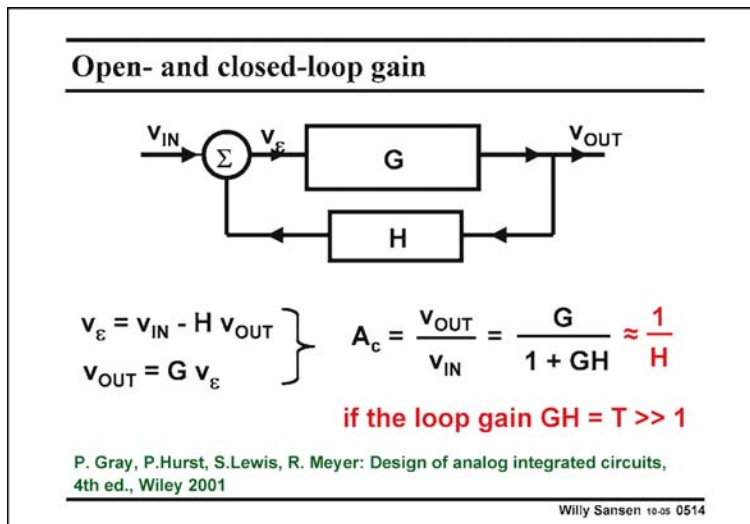 Open- and closed-loop gain
vIN
Σ
vε
G
vOUT
H
vε = vIN - H vOUT
vOUT = G vε
Ac = vOUT / vIN = G / 1 + GH ≈ 1 / H
if the loop gain GH = T >> 1
P. Gray, P.Hurst, S.Lewis, R. Meyer: Design of analog integrated circuits,
4th ed., Wiley 2001
Willy Sansen 10-05 0514